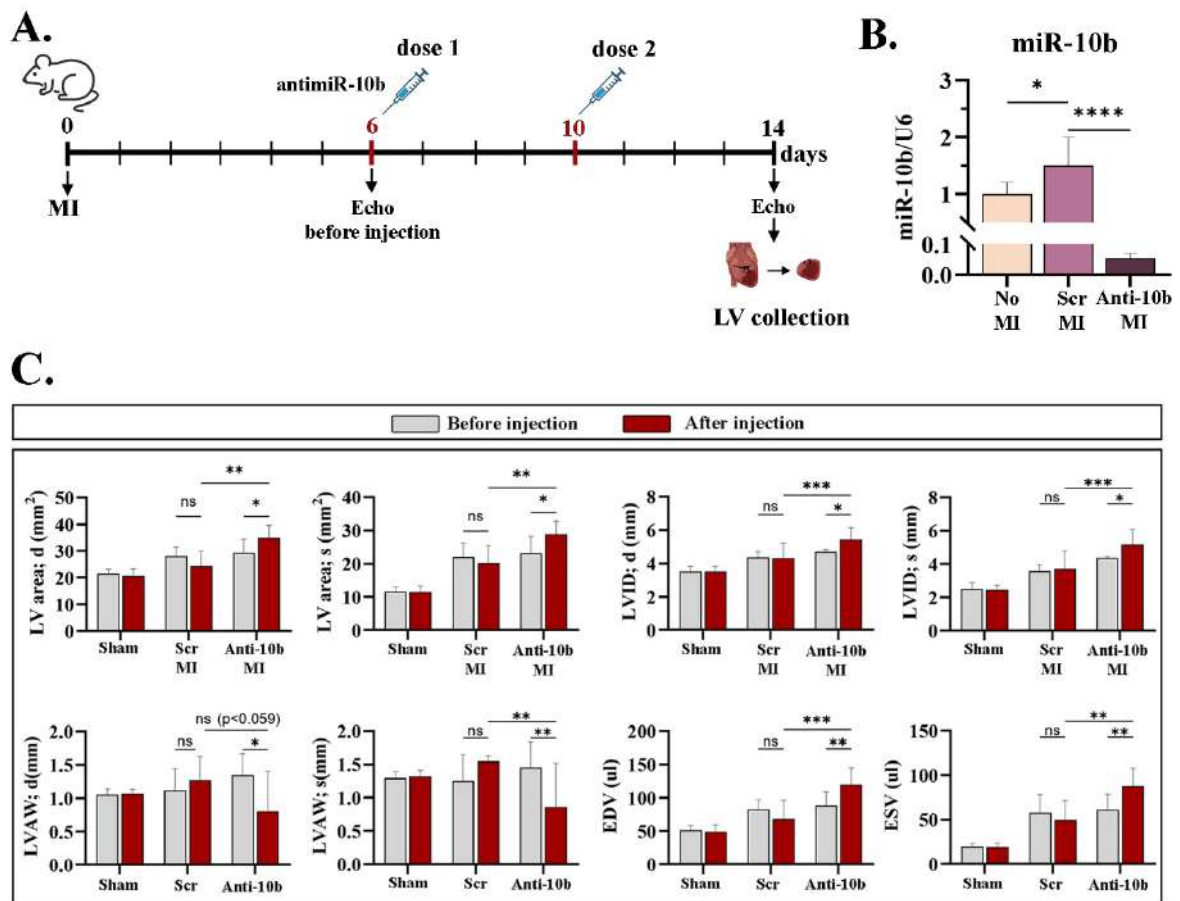 A.
dose 1
dose 2
antimiR-10b
0
6
10
14
days
MI
Echo
before injection
Echo
LV collection
B.
miR-10b
miR-10b/U6
3
2
1
0.1
0.0
*
****
No
MI
Scr
MI
Anti-10b
MI
C.
Before injection
After injection
LV area; d (mm²)
50
40
30
20
10
0
ns
**
*
Sham
Scr
MI
Anti-10b
MI
LV area; s (mm²)
40
30
20
10
0
ns
**
*
Sham
Scr
MI
Anti-10b
MI
LVID; d (mm)
8
6
4
2
0
ns
***
*
Sham
Scr
MI
Anti-10b
MI
LVID; s (mm)
8
6
4
2
0
ns
***
*
Sham
Scr
MI
Anti-10b
MI
LVAW; d(mm)
2.0
1.5
1.0
0.5
0.0
ns (p<0.059)
ns
*
Sham
Scr
Anti-10b
LVAW; s(mm)
2.0
1.5
1.0
0.5
0.0
ns
**
**
Sham
Scr
Anti-10b
EDV (ul)
200
150
100
50
0
ns
***
**
Sham
Scr
Anti-10b
ESV (ul)
150
100
50
0
ns
**
**
Sham
Scr
Anti-10b